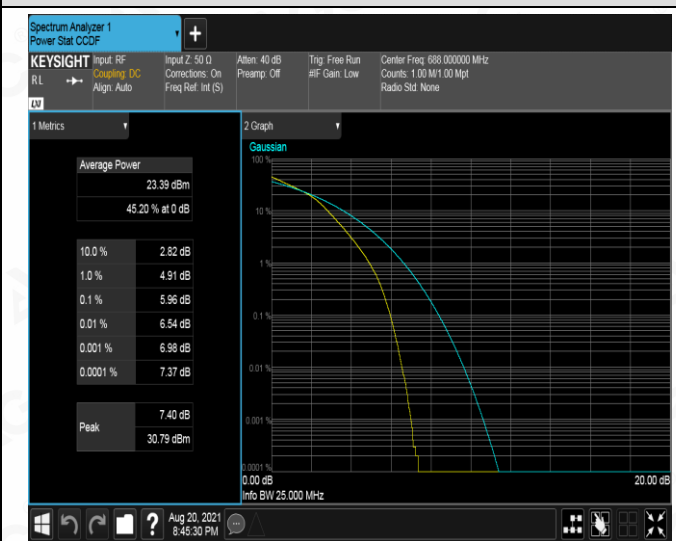 Spectrum Analyzer 1
Power Stat CCDF
+
KEYSIGHT Input: RF Input Z: 50 Ω Atten: 40 dB Trig: Free Run Center Freq: 688.000000 MHz
RL Coupling: DC Corrections: On Preamp: Off #IF Gain: Low Counts: 1.00 M/1.00 Mpt
Align: Auto Freq Ref: Int (S) Radio Std: None
LXI
1 Metrics
Average Power
23.39 dBm
45.20 % at 0 dB
10.0 % 2.82 dB
1.0 % 4.91 dB
0.1 % 5.96 dB
0.01 % 6.54 dB
0.001 % 6.98 dB
0.0001 % 7.37 dB
Peak 7.40 dB
30.79 dBm
2 Graph
Gaussian
100 %
10 %
1 %
0.1 %
0.01 %
0.001 %
0.0001 %
0.00 dB 20.00 dB
Info BW 25.000 MHz
? Aug 20, 2021
8:45:30 PM